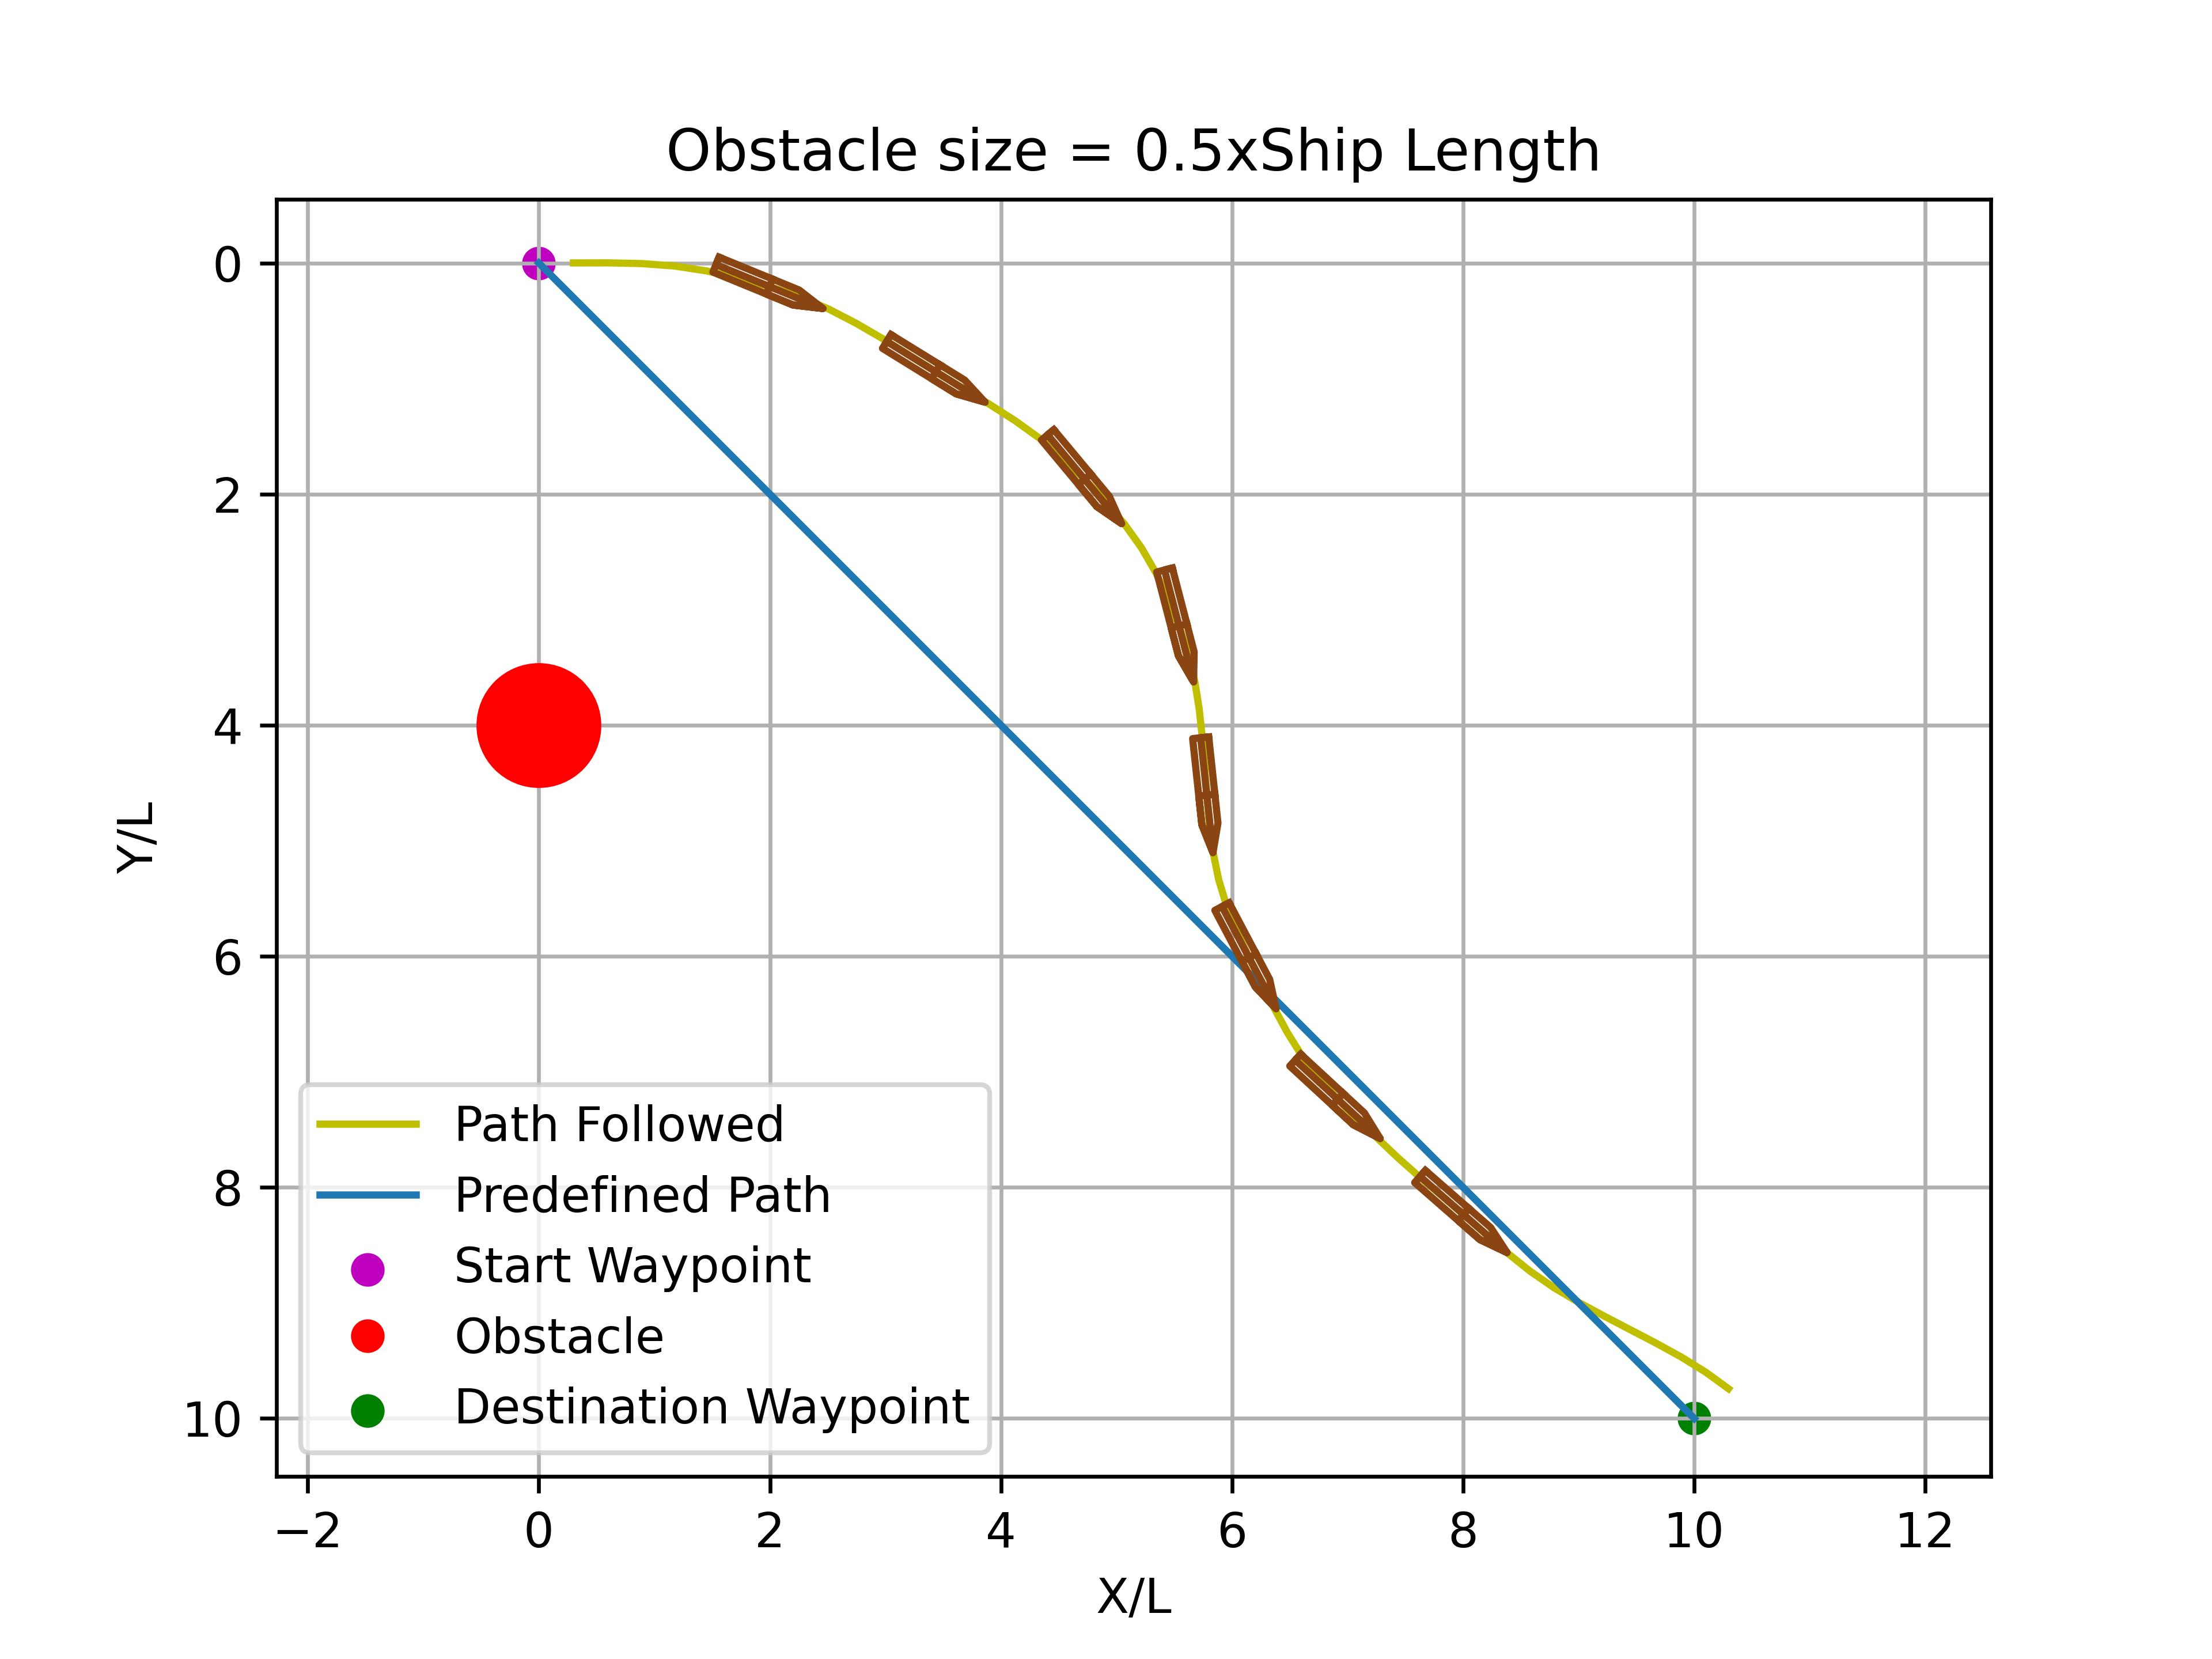 Obstacle size = 0.5xShip Length
0
2
4
6
8
10
Y/L
Path Followed
Predefined Path
Start Waypoint
Obstacle
Destination Waypoint
−2 0 2 4 6 8 10 12
X/L